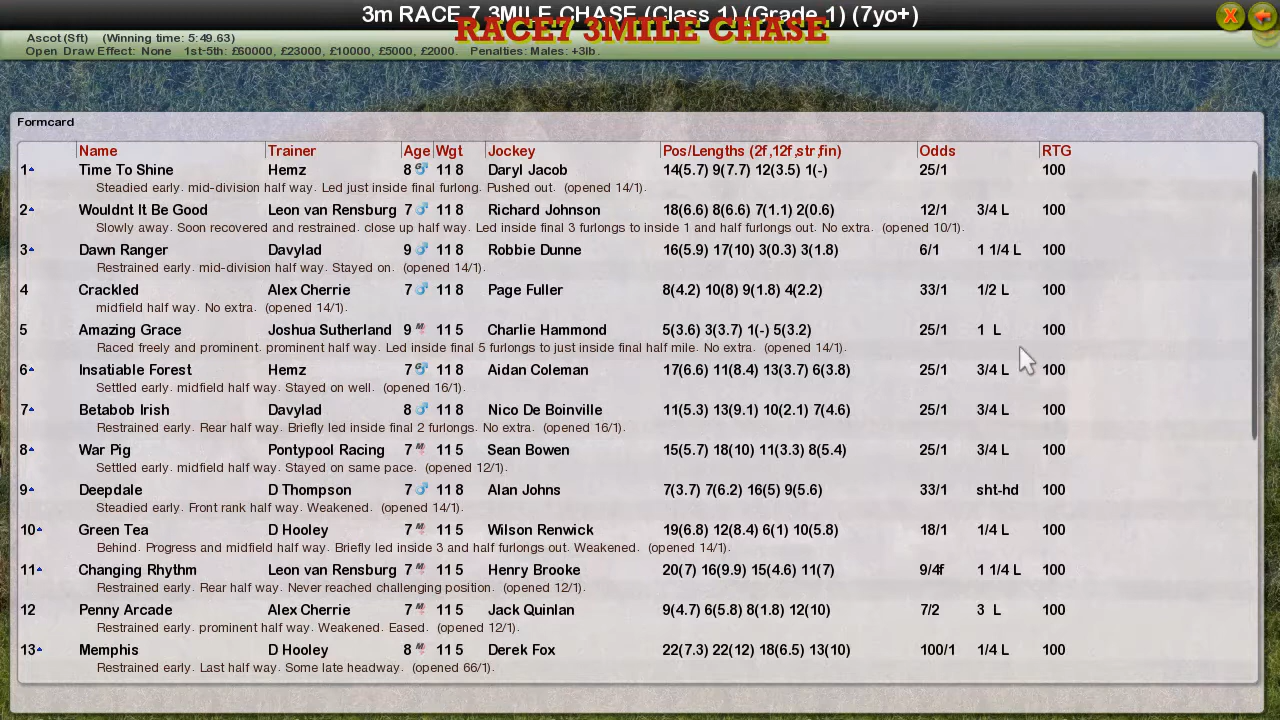 3m RACE 7 3MILE CHASE (Class 1) (Grade 1) (7yo+)
RACE7 3MILE CHASE
Ascot(Sft) (Winning time: 5:49.63)
Open Draw Effect: None 1st-5th: £60000, £23000, £10000, £5000, £2000. Penalties: Males: +3lb.
Formcard
Name Trainer Age Wgt Jockey Pos/Lengths (2f,12f,str,fin) Odds RTG
1 Time To Shine Hemz 8 11 8 Daryl Jacob 14(5.7) 9(7.7) 12(3.5) 1(-) 25/1 100
Steadied early. mid-division half way. Led just inside final furlong. Pushed out. (opened 14/1).
2 Wouldnt It Be Good Leon van Rensburg 7 11 8 Richard Johnson 18(6.6) 8(6.6) 7(1.1) 2(0.6) 12/1 3/4 L 100
Slowly away. Soon recovered and restrained. close up half way. Led inside final 3 furlongs to inside 1 and half furlongs out. No extra. (opened 10/1).
3 Dawn Ranger Davylad 9 11 8 Robbie Dunne 16(5.9) 17(10) 3(0.3) 3(1.8) 6/1 1 1/4 L 100
Restrained early. mid-division half way. Stayed on. (opened 14/1).
4 Crackled Alex Cherrie 7 11 8 Page Fuller 8(4.2) 10(8) 9(1.8) 4(2.2) 33/1 1/2 L 100
midfield half way. No extra. (opened 14/1).
5 Amazing Grace Joshua Sutherland 9 M 11 5 Charlie Hammond 5(3.6) 3(3.7) 1(-) 5(3.2) 25/1 1 L 100
Raced freely and prominent. prominent half way. Led inside final 5 furlongs to just inside final half mile. No extra. (opened 14/1).
6 Insatiable Forest Hemz 7 11 8 Aidan Coleman 17(6.6) 11(8.4) 13(3.7) 6(3.8) 25/1 3/4 L 100
Settled early. midfield half way. Stayed on well. (opened 16/1).
7 Betabob Irish Davylad 8 11 8 Nico De Boinville 11(5.3) 13(9.1) 10(2.1) 7(4.6) 25/1 3/4 L 100
Restrained early. Rear half way. Briefly led inside final 2 furlongs. No extra. (opened 16/1).
8 War Pig Pontypool Racing 7 M 11 5 Sean Bowen 15(5.7) 18(10) 11(3.3) 8(5.4) 25/1 3/4 L 100
Settled early. midfield half way. Stayed on same pace. (opened 12/1).
9 Deepdale D Thompson 7 11 8 Alan Johns 7(3.7) 7(6.2) 16(5) 9(5.6) 33/1 sht-hd 100
Steadied early. Front rank half way. Weakened. (opened 14/1).
10 Green Tea D Hooley 7 M 11 5 Wilson Renwick 19(6.8) 12(8.4) 6(1) 10(5.8) 18/1 1/4 L 100
Behind. Progress and midfield half way. Briefly led inside 3 and half furlongs out. Weakened. (opened 14/1).
11 Changing Rhythm Leon van Rensburg 7 M 11 5 Henry Brooke 20(7) 16(9.9) 15(4.6) 11(7) 9/4f 1 1/4 L 100
Restrained early. Rear half way. Never reached challenging position. (opened 12/1).
12 Penny Arcade Alex Cherrie 7 M 11 5 Jack Quinlan 9(4.7) 6(5.8) 8(1.8) 12(10) 7/2 3 L 100
Restrained early. prominent half way. Weakened. Eased. (opened 12/1).
13 Memphis D Hooley 8 M 11 5 Derek Fox 22(7.3) 22(12) 18(6.5) 13(10) 100/1 1/4 L 100
Restrained early. Last half way. Some late headway. (opened 66/1).